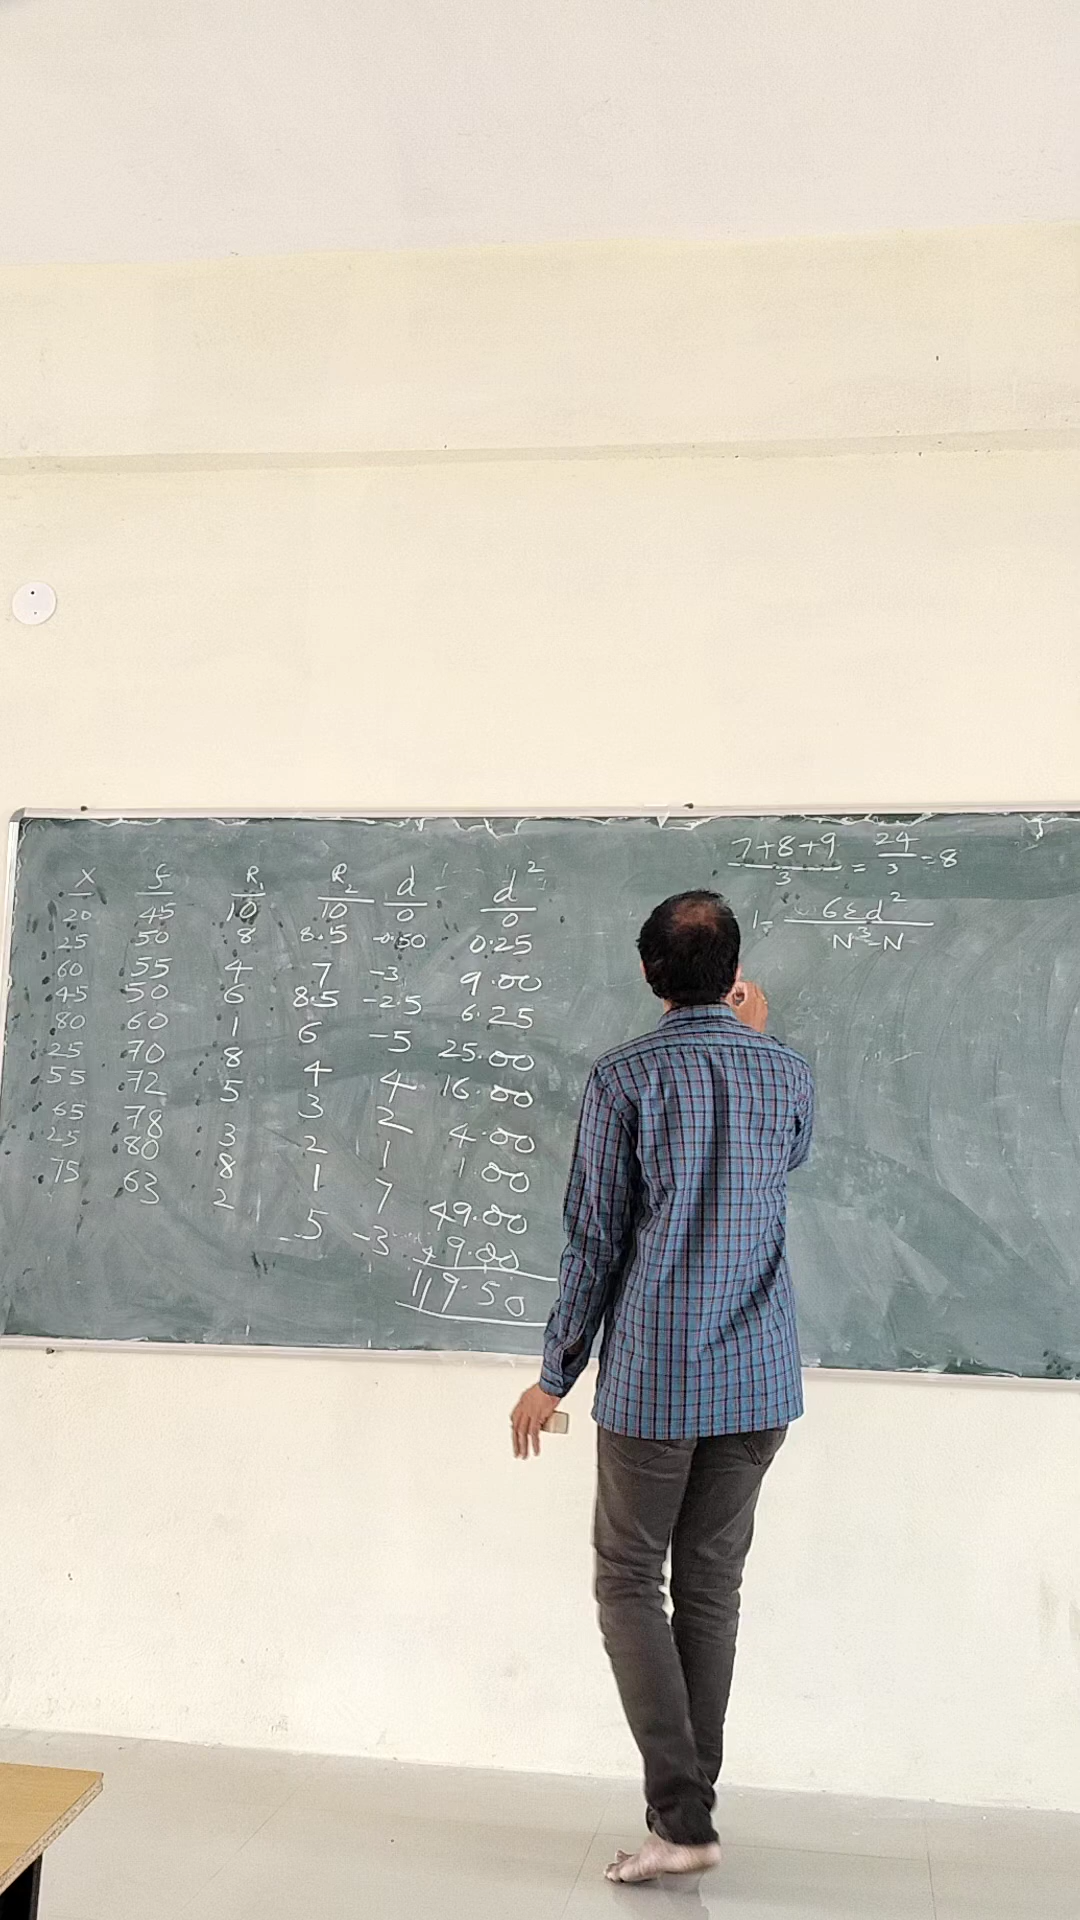 X f R₁ R₂ d d²
20 45 10 10 0 0
25 50 8 8.5 -0.50 0.25
60 55 4 7 -3 9.00
45 50 6 8.5 -2.5 6.25
80 60 1 6 -5 25.00
25 70 8 4 4 16.00
55 72 5 3 2 4.00
65 78 3 2 1 1.00
25 80 8 1 7 49.00
75 63 2 5 -3 9.00
119.50
7+8+9/3 = 24/3 = 8
1- 6Σd²/N³-N